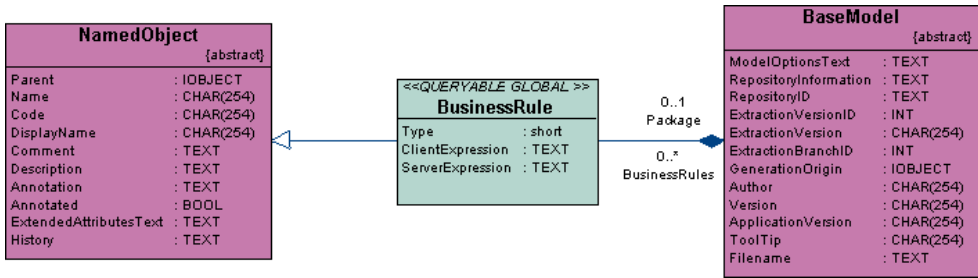 NamedObject
{abstract}
Parent : IOBJECT
Name : CHAR(254)
Code : CHAR(254)
DisplayName : CHAR(254)
Comment : TEXT
Description : TEXT
Annotation : TEXT
Annotated : BOOL
ExtendedAttributesText : TEXT
History : TEXT
<<QUERYABLE GLOBAL >>
BusinessRule
Type : short
ClientExpression : TEXT
ServerExpression : TEXT
0..1
Package
0..*
BusinessRules
BaseModel
{abstract}
ModelOptionsText : TEXT
RepositoryInformation : TEXT
RepositoryID : TEXT
ExtractionVersionID : INT
ExtractionVersion : CHAR(254)
ExtractionBranchID : INT
GenerationOrigin : IOBJECT
Author : CHAR(254)
Version : CHAR(254)
ApplicationVersion : CHAR(254)
ToolTip : CHAR(254)
Filename : TEXT